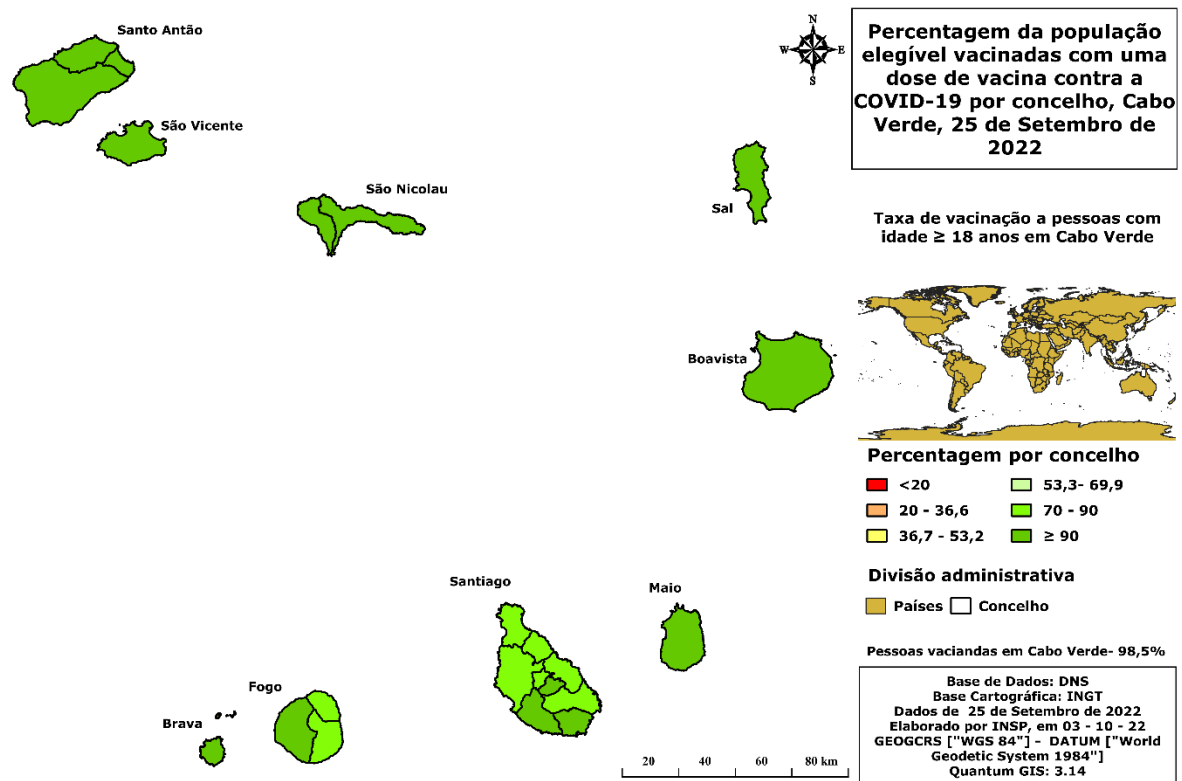 Percentagem da população
elegível vacinadas com uma
dose de vacina contra a
COVID-19 por concelho, Cabo
Verde, 25 de Setembro de
2022
N
W
E
S
Santo Antão
São Vicente
São Nicolau
Sal
Boavista
Santiago
Maio
Fogo
Brava
Taxa de vacinação a pessoas com
idade ≥ 18 anos em Cabo Verde
Percentagem por concelho
<20
53,3- 69,9
20 - 36,6
70 - 90
36,7 - 53,2
≥ 90
Divisão administrativa
Países
Concelho
Pessoas vaciandas em Cabo Verde- 98,5%
Base de Dados: DNS
Base Cartográfica: INGT
Dados de 25 de Setembro de 2022
Elaborado por INSP, em 03 - 10 - 22
GEOGCRS ["WGS 84"] - DATUM ["World
Geodetic System 1984"]
Quantum GIS: 3.14
0 20 40 60 80 km